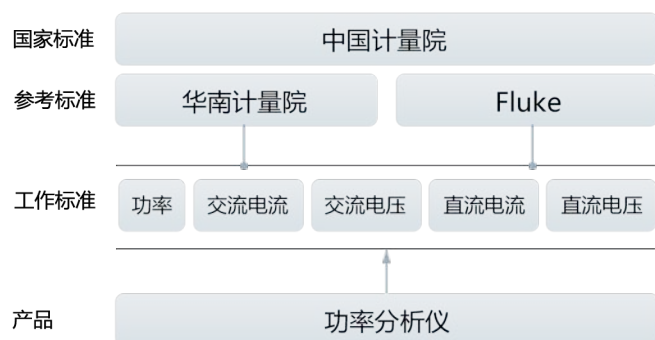 国家标准 中国计量院
参考标准 华南计量院 Fluke
工作标准 功率 交流电流 交流电压 直流电流 直流电压
产品 功率分析仪